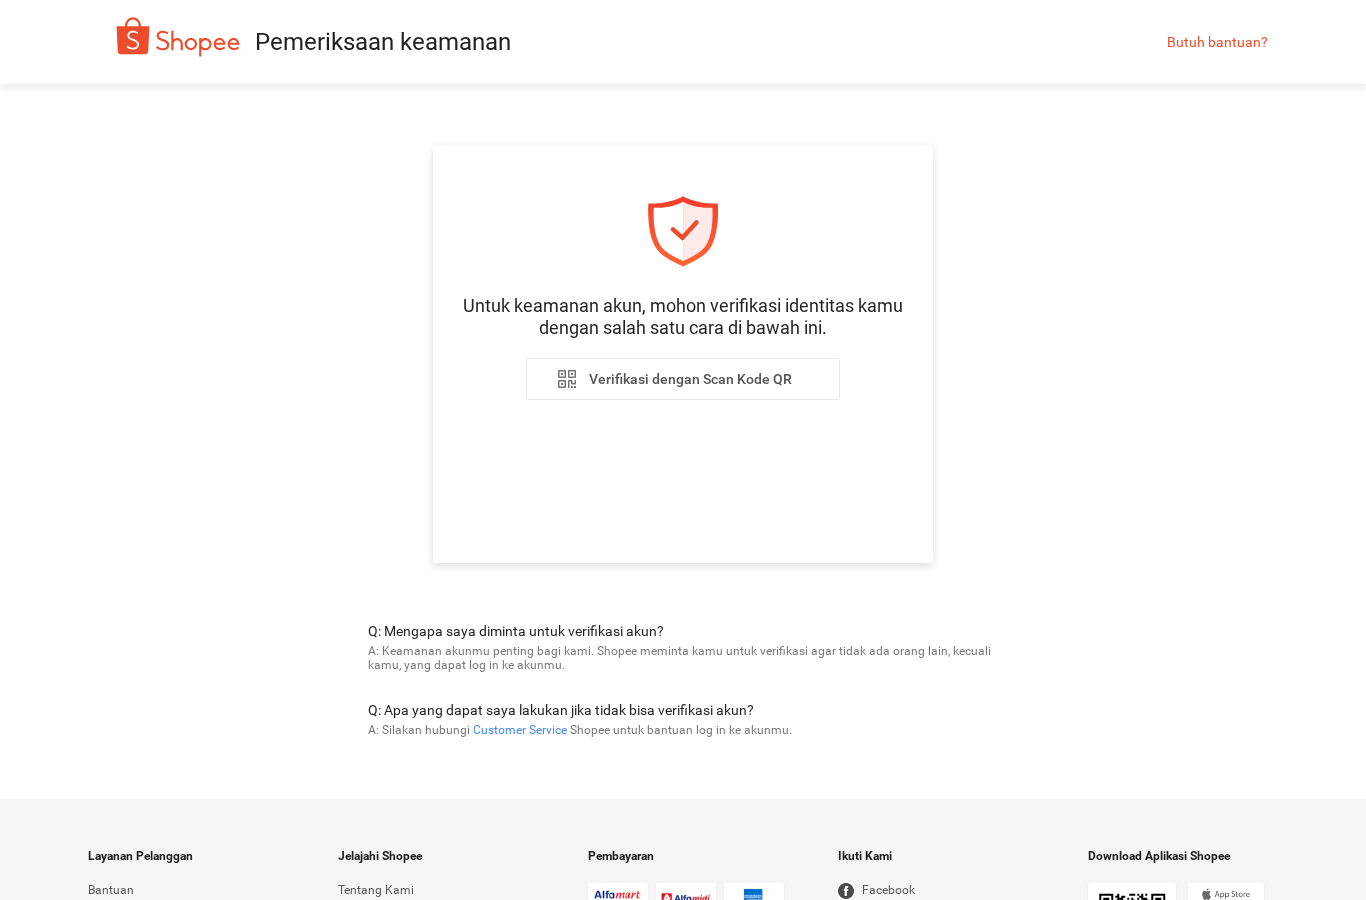 Shopee Pemeriksaan keamanan
Butuh bantuan?
Untuk keamanan akun, mohon verifikasi identitas kamu
dengan salah satu cara di bawah ini.
Verifikasi dengan Scan Kode QR
Q: Mengapa saya diminta untuk verifikasi akun?
A: Keamanan akunmu penting bagi kami. Shopee meminta kamu untuk verifikasi agar tidak ada orang lain, kecuali
kamu, yang dapat log in ke akunmu.
Q: Apa yang dapat saya lakukan jika tidak bisa verifikasi akun?
A: Silakan hubungi Customer Service Shopee untuk bantuan log in ke akunmu.
Layanan Pelanggan
Bantuan
Jelajahi Shopee
Tentang Kami
Pembayaran
Alfamart
Alfamidi
Ikuti Kami
Facebook
Download Aplikasi Shopee
App Store